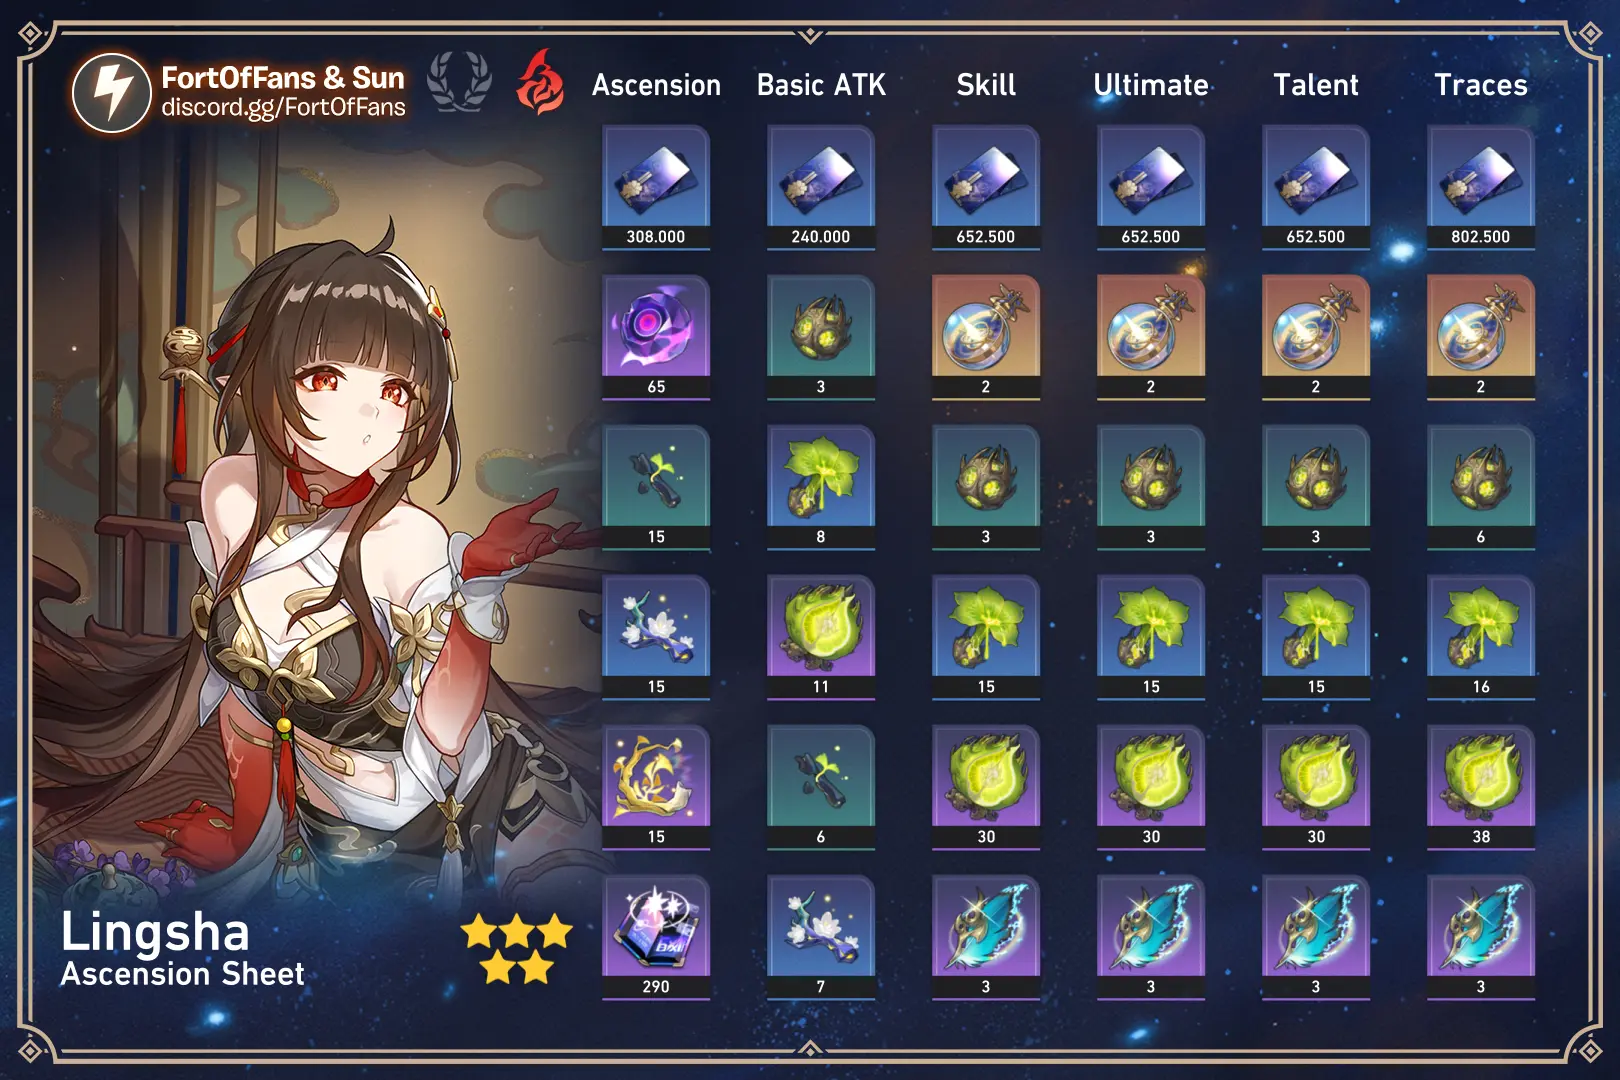 FortOfFans & Sun
discord.gg/FortOfFans
Ascension Basic ATK Skill Ultimate Talent Traces
308.000 240.000 652.500 652.500 652.500 802.500
65 3 2 2 2 2
15 8 3 3 3 6
15 11 15 15 15 16
15 6 30 30 30 38
290 7 3 3 3 3
Lingsha
Ascension Sheet